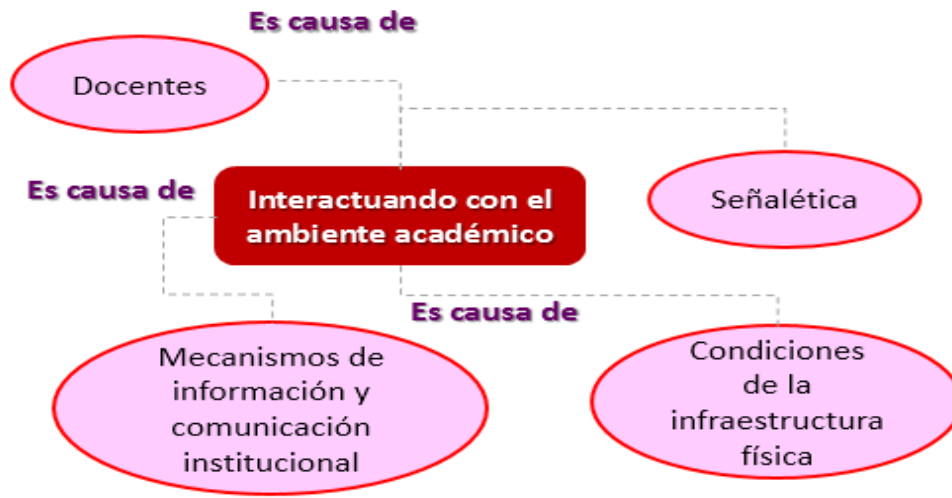 Es causa de
Docentes
Es causa de
Interactuando con el
ambiente académico
Señalética
Es causa de
Mecanismos de
información y
comunicación
institucional
Condiciones
de la
infraestructura
física